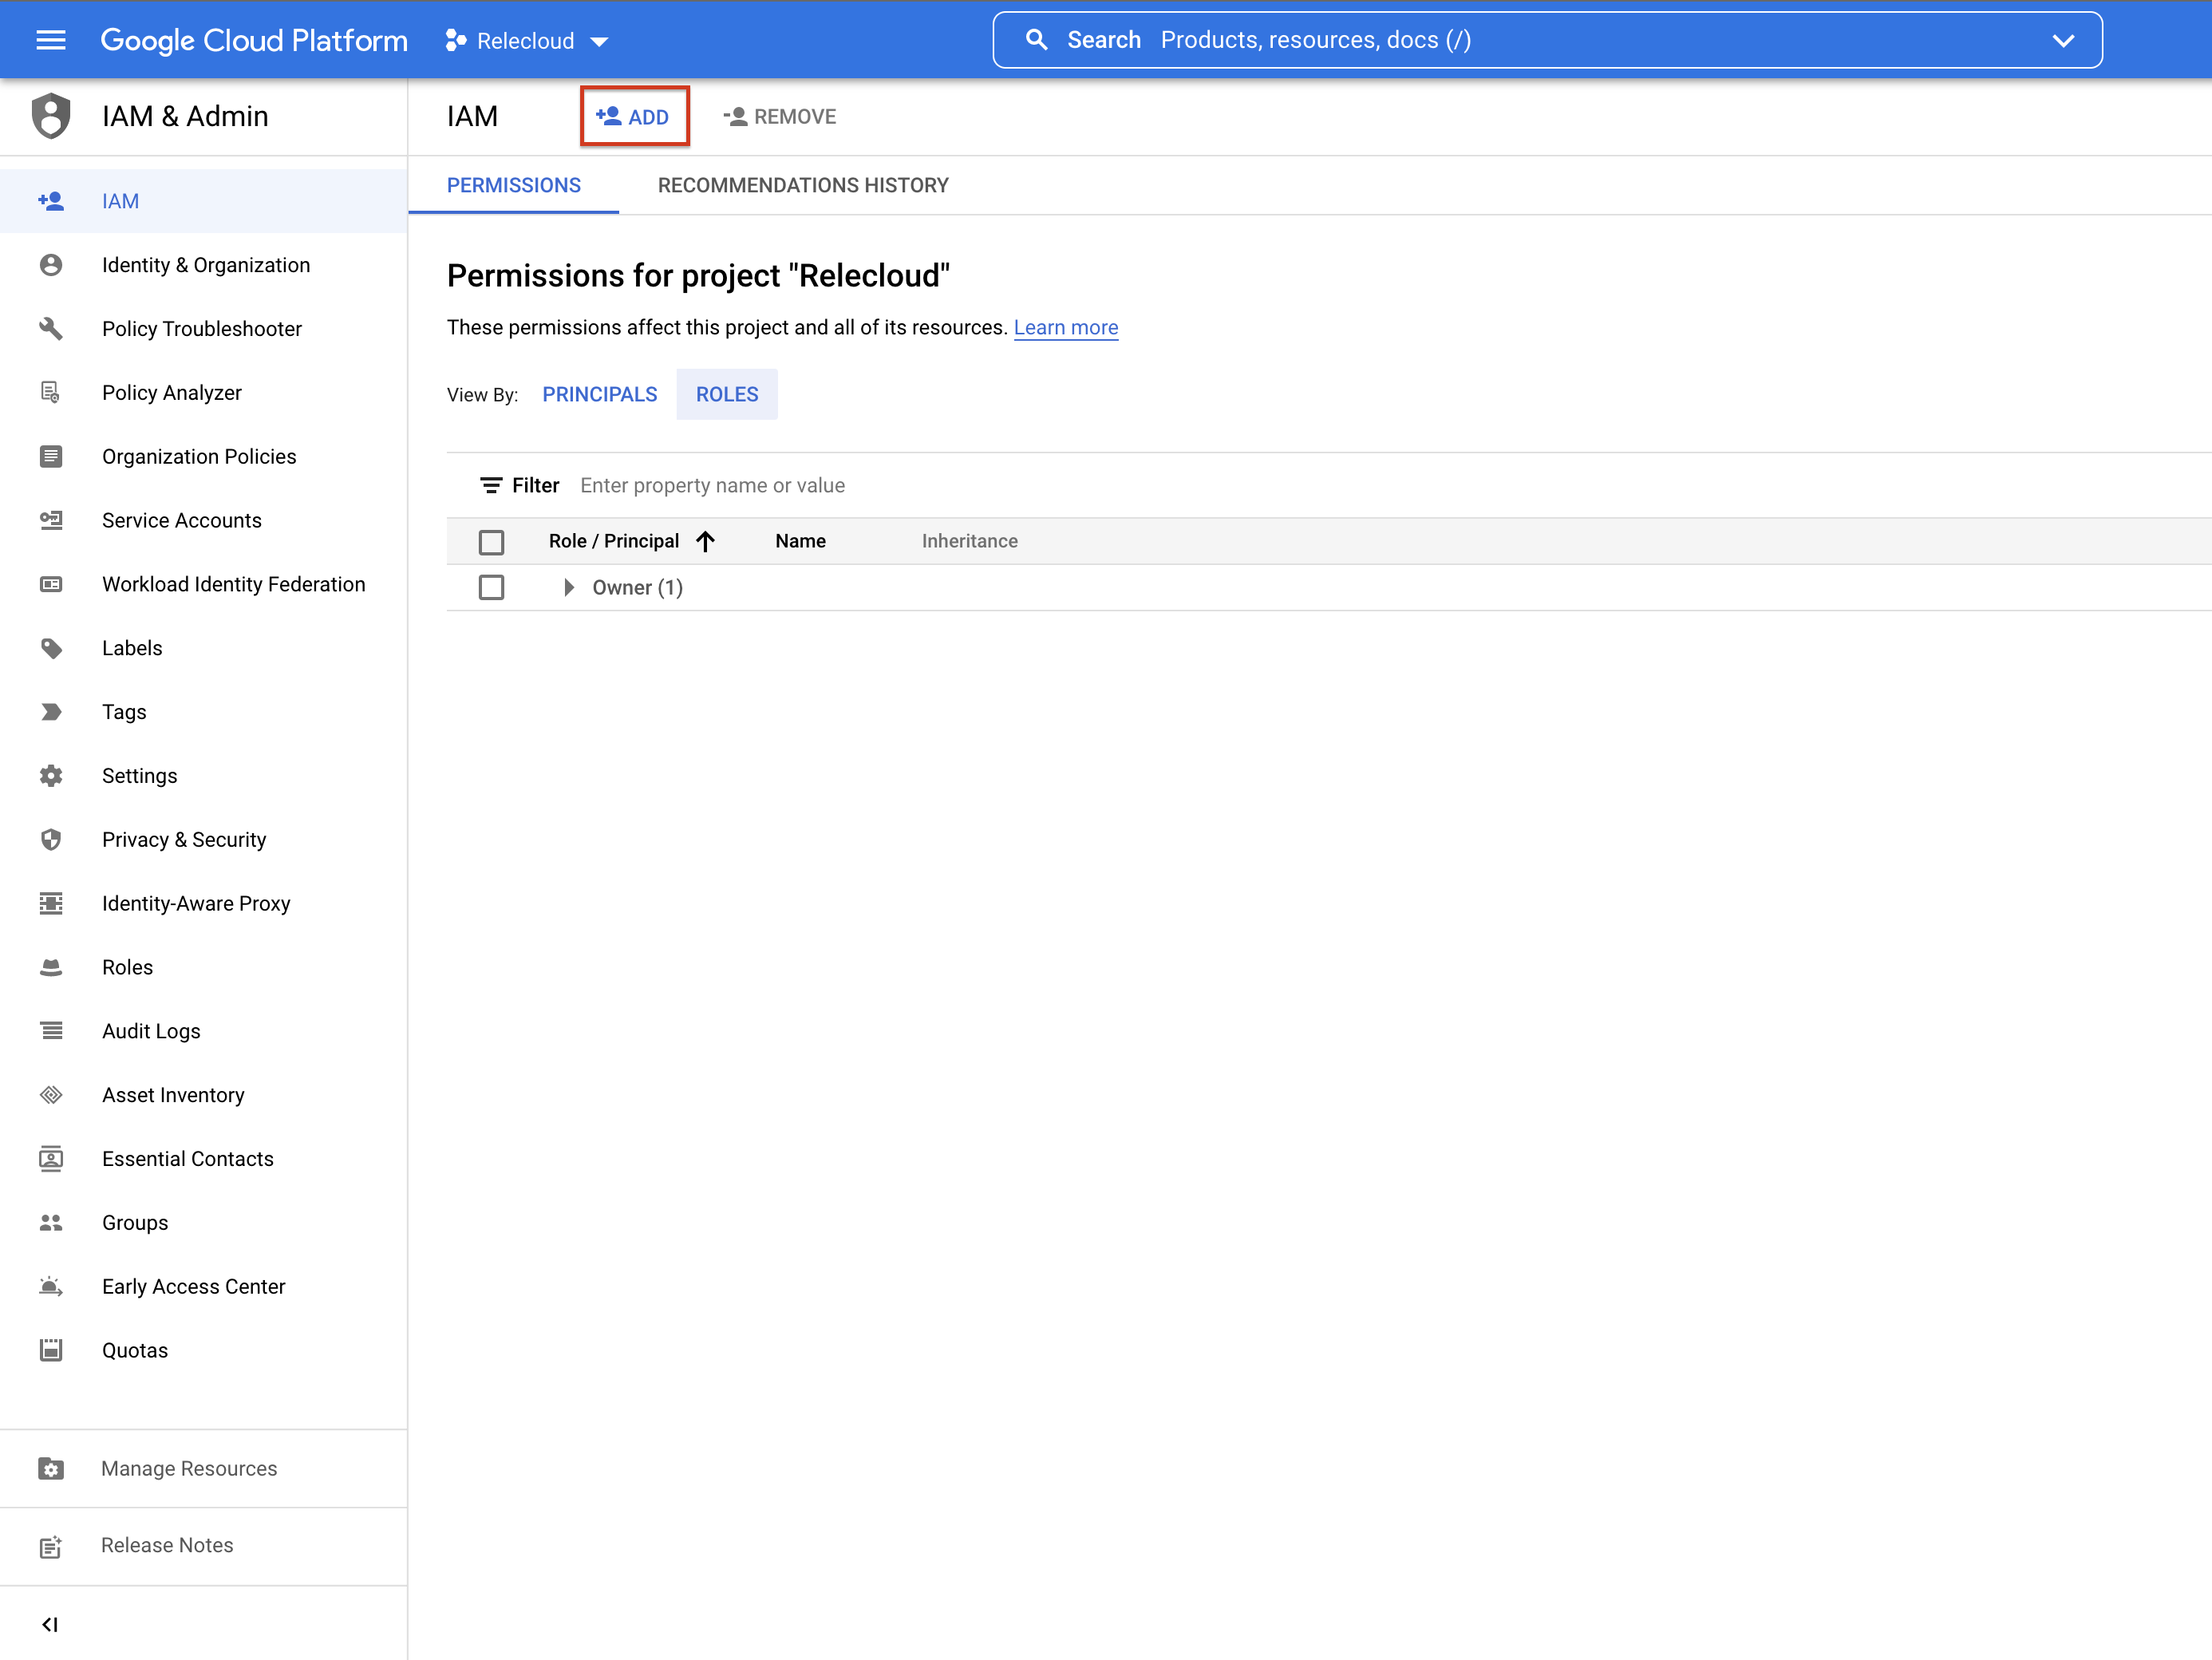 Google Cloud Platform Relecloud Search Products, resources, docs (/)
IAM & Admin
IAM ADD REMOVE
PERMISSIONS RECOMMENDATIONS HISTORY
IAM
Identity & Organization
Policy Troubleshooter
Policy Analyzer
Organization Policies
Service Accounts
Workload Identity Federation
Labels
Tags
Settings
Privacy & Security
Identity-Aware Proxy
Roles
Audit Logs
Asset Inventory
Essential Contacts
Groups
Early Access Center
Quotas
Manage Resources
Release Notes
Permissions for project "Relecloud"
These permissions affect this project and all of its resources. Learn more
View By: PRINCIPALS ROLES
Filter Enter property name or value
Role / Principal Name Inheritance
Owner (1)